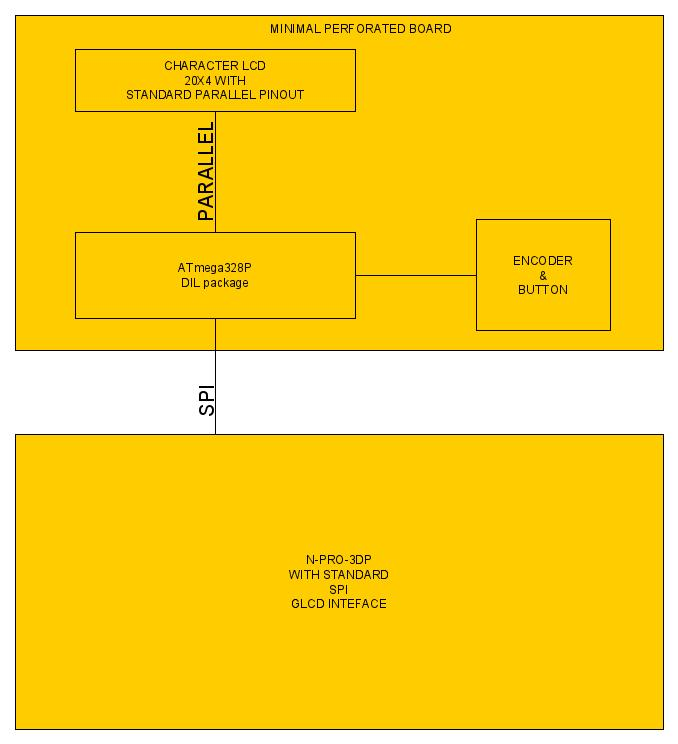 MINIMAL PERFORATED BOARD
CHARACTER LCD
20X4 WITH
STANDARD PARALLEL PINOUT
PARALLEL
ATmega328P
DIL package
ENCODER
&
BUTTON
SPI
N-PRO-3DP
WITH STANDARD
SPI
GLCD INTEFACE